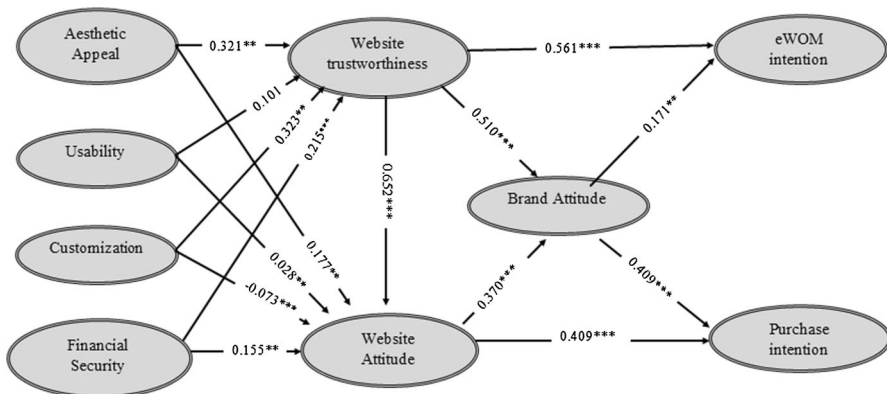 Aesthetic
Appeal
0.321**
Website
trustworthiness
0.561***
eWOM
intention
0.101
0.323**
0.215***
0.510***
0.171**
Usability
0.652***
Brand Attitude
Customization
0.177**
0.028**
-0.073***
0.370***
0.409***
Financial
Security
0.155**
Website
Attitude
0.409***
Purchase
intention